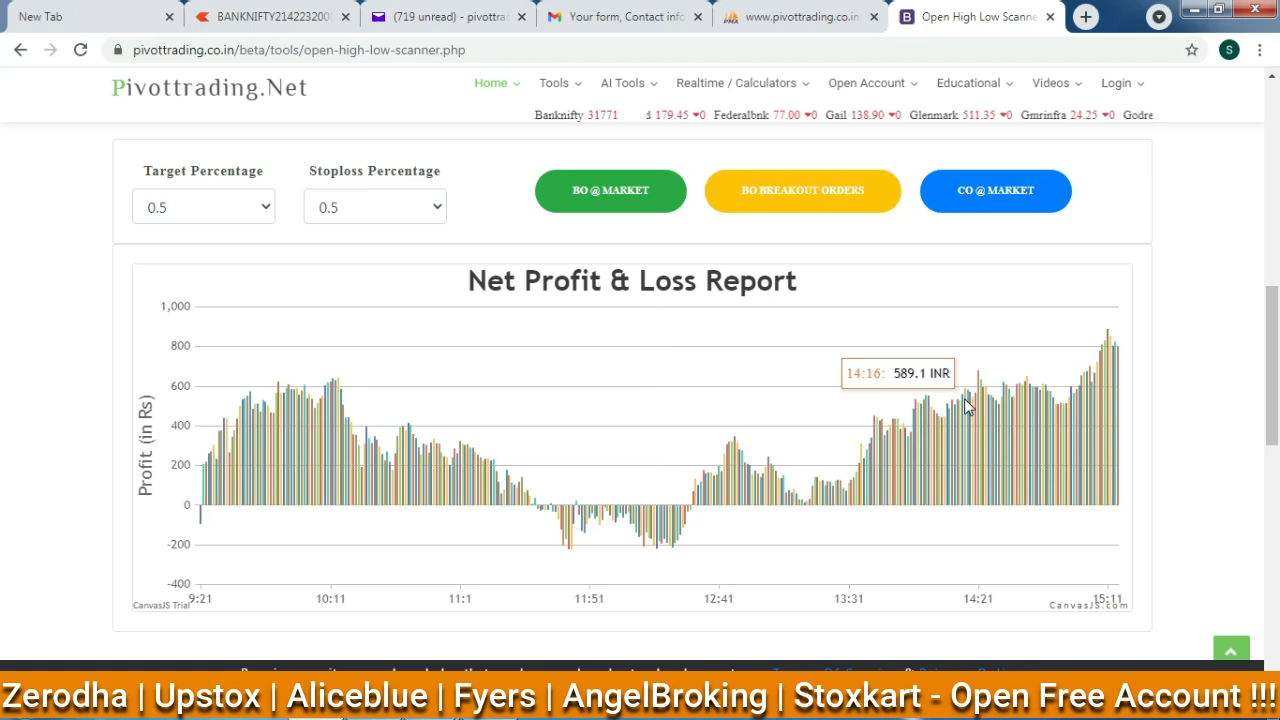 New Tab
BANKNIFTY2142232000
(719 unread) - pivottra
Your form, Contact info
www.pivottrading.co.in
Open High Low Scanne
pivottrading.co.in/beta/tools/open-high-low-scanner.php
S
Pivottrading.Net
Home Tools AI Tools Realtime / Calculators Open Account Educational Videos Login
Banknifty 31771 179.45 ▼0 Federalbnk 77.00 ▼0 Gail 138.90 ▼0 Glenmark 511.35 ▼0 Gmrinfra 24.25 ▼0 Godre
Target Percentage Stoploss Percentage
0.5 0.5
BO @ MARKET BO BREAKOUT ORDERS CO @ MARKET
Net Profit & Loss Report
Profit (in Rs)
1,000
800
600
400
200
0
-200
-400
14:16: 589.1 INR
9:21 10:11 11:1 11:51 12:41 13:31 14:21 15:11
CanvasJS Trial
CanvasJS.com
Zerodha | Upstox | Aliceblue | Fyers | AngelBroking | Stoxkart - Open Free Account !!!